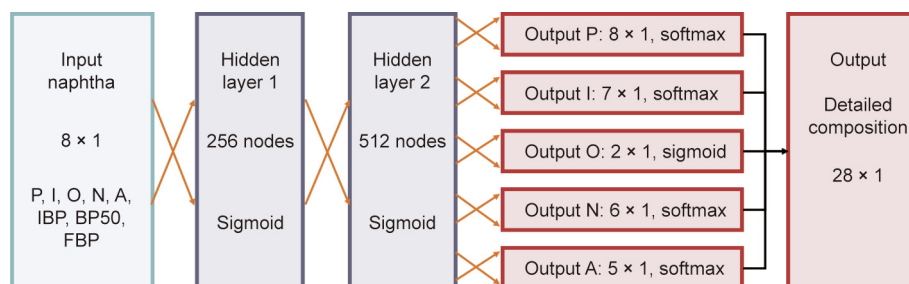 Input
naphtha
8 × 1
P, I, O, N, A,
IBP, BP50,
FBP
Hidden
layer 1
256 nodes
Sigmoid
Hidden
layer 2
512 nodes
Sigmoid
Output P: 8 × 1, softmax
Output I: 7 × 1, softmax
Output O: 2 × 1, sigmoid
Output N: 6 × 1, softmax
Output A: 5 × 1, softmax
Output
Detailed
composition
28 × 1